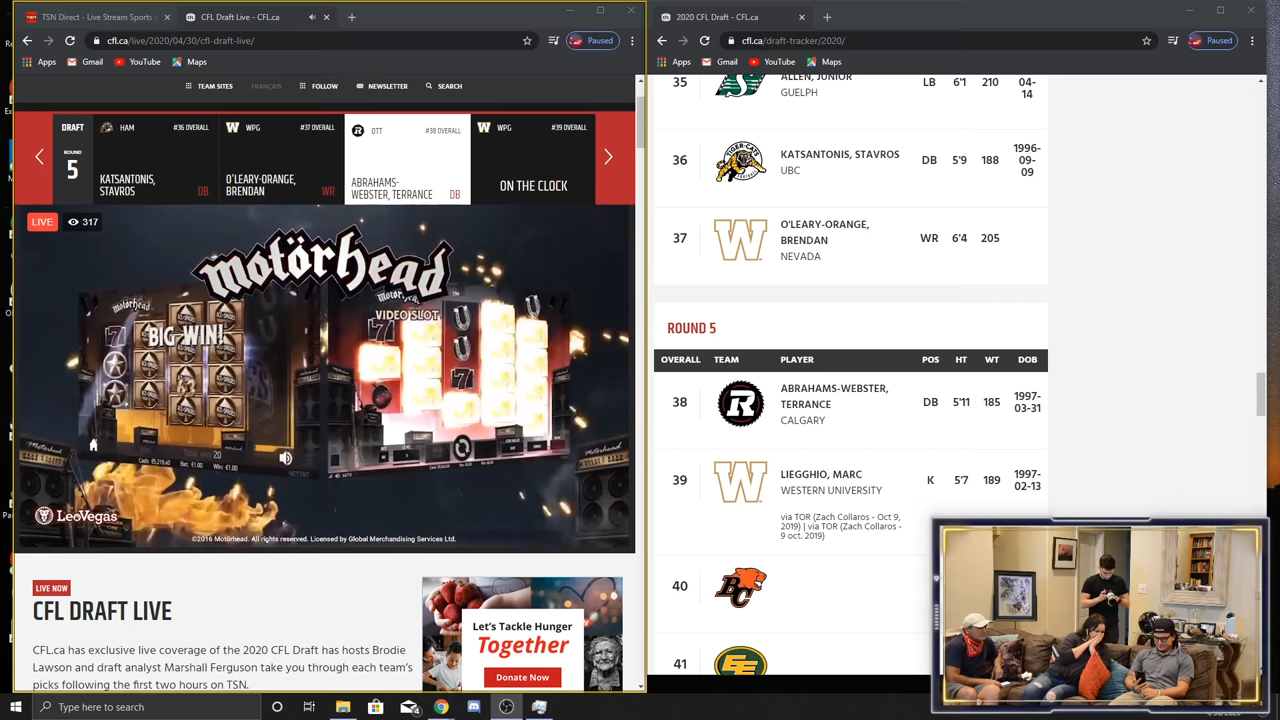 TSN Direct - Live Stream Sports
CFL Draft Live - CFL.ca
cfl.ca/live/2020/04/30/cfl-draft-live/
Paused
Apps Gmail YouTube Maps
TEAM SITES FRANÇAIS FOLLOW NEWSLETTER SEARCH
DRAFT
ROUND
5
HAM #36 OVERALL
KATSANTONIS,
STAVROS DB
WPG #37 OVERALL
O'LEARY-ORANGE,
BRENDAN WR
OTT #38 OVERALL
ABRAHAMS-
WEBSTER, TERRANCE DB
WPG #39 OVERALL
ON THE CLOCK
LIVE 317
motörhead
VIDEO SLOT
BIG WIN!
LeoVegas
©2016 Motörhead. All rights reserved. Licensed by Global Merchandising Services Ltd.
LIVE NOW
CFL DRAFT LIVE
CFL.ca has exclusive live coverage of the 2020 CFL Draft has hosts Brodie
Lawson and draft analyst Marshall Ferguson take you through each team's
picks following the first two hours on TSN.
Let's Tackle Hunger
Together
Donate Now
2020 CFL Draft - CFL.ca
cfl.ca/draft-tracker/2020/
Paused
Apps Gmail YouTube Maps
35 ALLEN, JUNIOR LB 6'1 210 04-
GUELPH 14
36 KATSANTONIS, STAVROS DB 5'9 188 1996-
UBC 09-
09
37 O'LEARY-ORANGE,
BRENDAN WR 6'4 205
NEVADA
ROUND 5
OVERALL TEAM PLAYER POS HT WT DOB
38 ABRAHAMS-WEBSTER,
TERRANCE DB 5'11 185 1997-
03-31
CALGARY
39 LIEGGHIO, MARC K 5'7 189 1997-
02-13
WESTERN UNIVERSITY
via TOR (Zach Collaros - Oct 9,
2019) | via TOR (Zach Collaros -
9 oct. 2019)
40 BC
41 EE
Type here to search